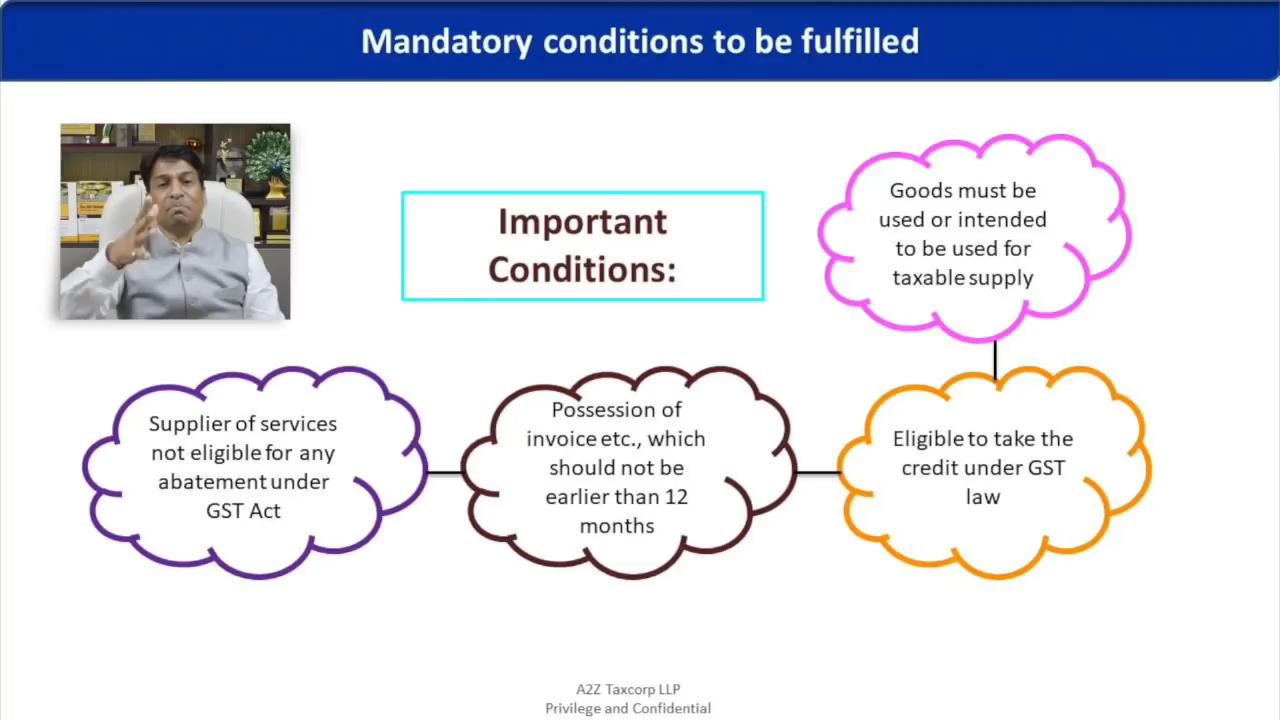 Mandatory conditions to be fulfilled
Important
Conditions:
Goods must be
used or intended
to be used for
taxable supply
Supplier of services
not eligible for any
abatement under
GST Act
Possession of
invoice etc., which
should not be
earlier than 12
months
Eligible to take the
credit under GST
law
A2Z Taxcorp LLP
Privilege and Confidential